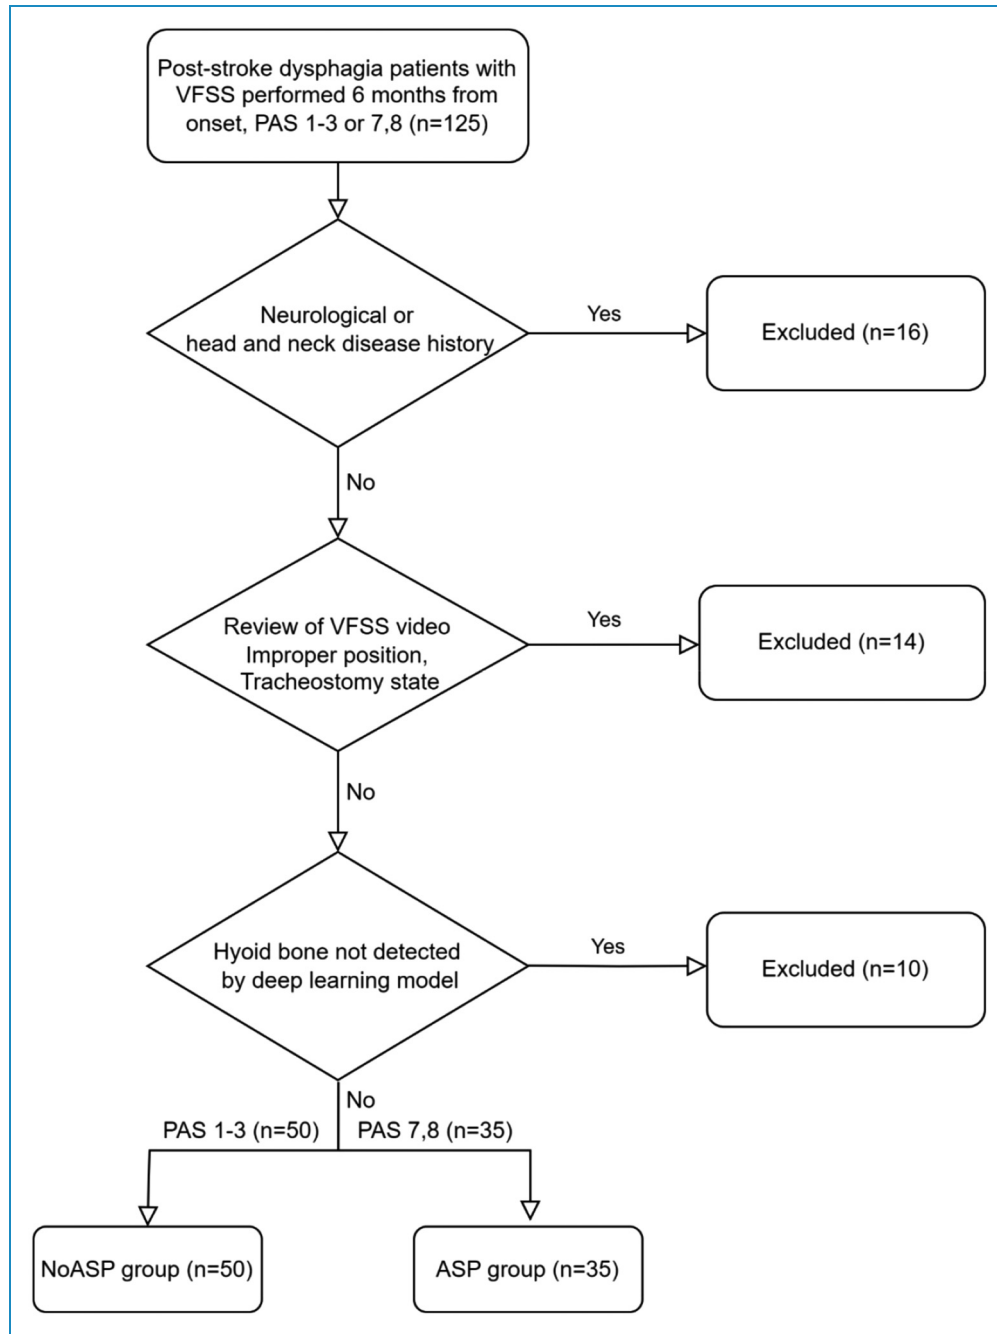 Post-stroke dysphagia patients with
VFSS performed 6 months from
onset, PAS 1-3 or 7,8 (n=125)
Neurological or
head and neck disease history
Yes
Excluded (n=16)
No
Review of VFSS video
Improper position,
Tracheostomy state
Yes
Excluded (n=14)
No
Hyoid bone not detected
by deep learning model
Yes
Excluded (n=10)
No
PAS 1-3 (n=50)
PAS 7,8 (n=35)
NoASP group (n=50)
ASP group (n=35)